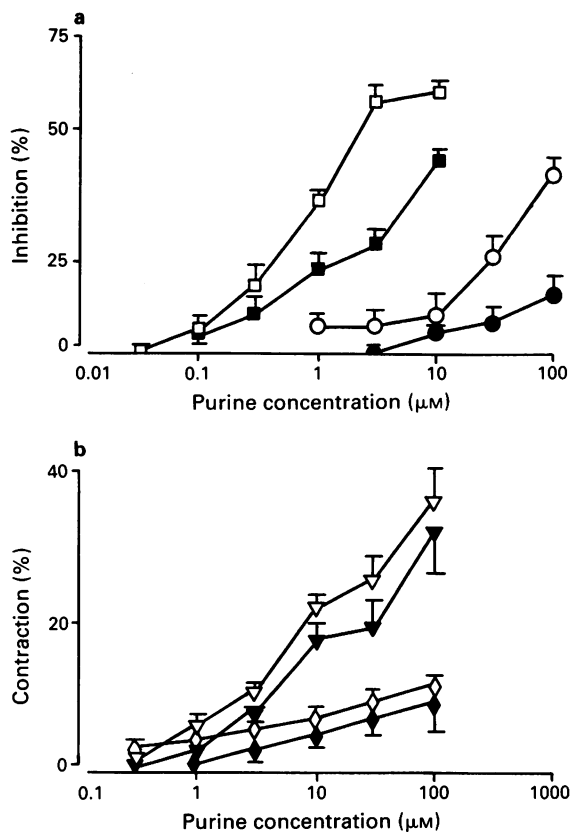 a
75
50
25
0
Inhibition (%)
0.01 0.1 1 10 100
Purine concentration (µM)
b
40
20
0
Contraction (%)
0.1 1 10 100 1000
Purine concentration (µM)